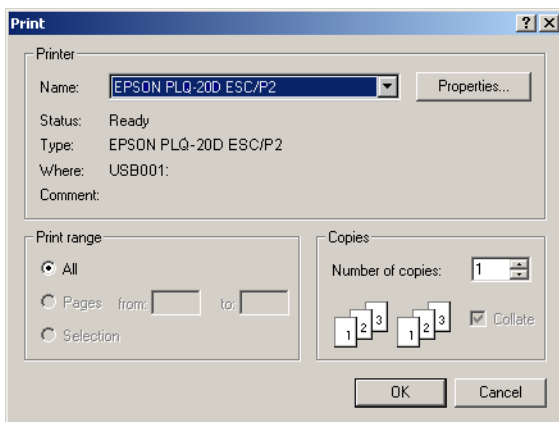 Print
Printer
Name: EPSON PLQ-20D ESC/P2 Properties...
Status: Ready
Type: EPSON PLQ-20D ESC/P2
Where: USB001:
Comment:
Print range
All
Pages from: to:
Selection
Copies
Number of copies: 1
1 2 3 1 2 3 Collate
OK Cancel